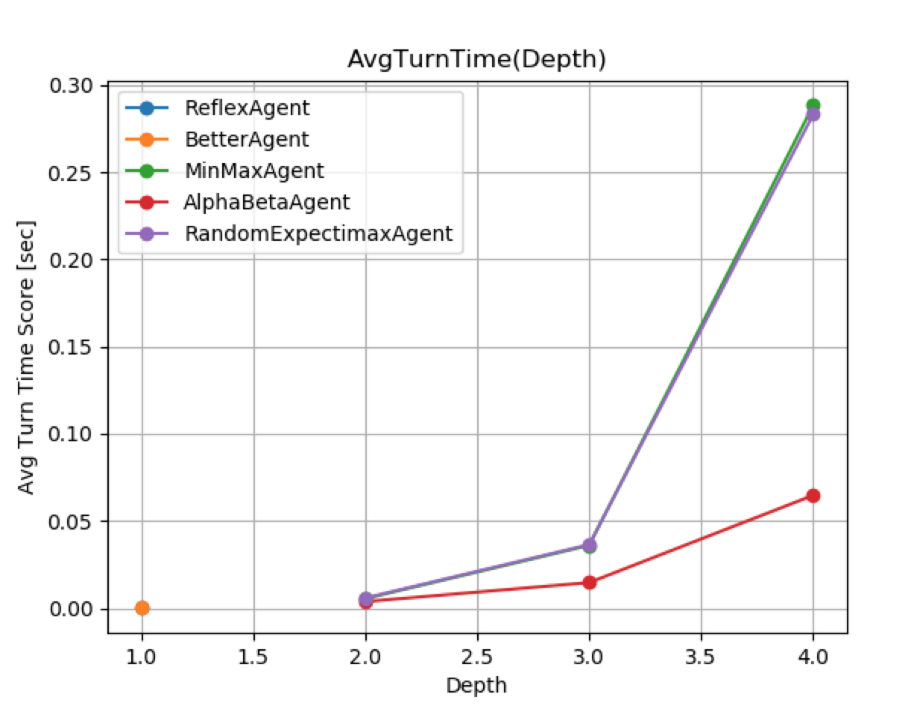 AvgTurnTime(Depth)
0.30
0.25
0.20
0.15
0.10
0.05
0.00
Avg Turn Time Score [sec]
ReflexAgent
BetterAgent
MinMaxAgent
AlphaBetaAgent
RandomExpectimaxAgent
1.0 1.5 2.0 2.5 3.0 3.5 4.0
Depth